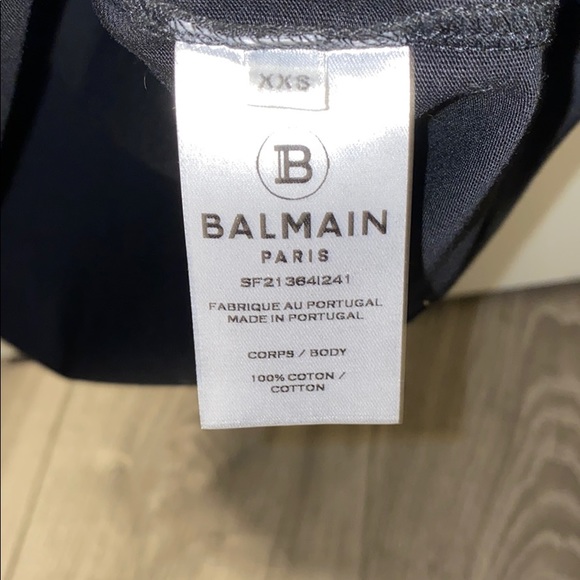 XXS
B
BALMAIN
PARIS
SF21364I241
FABRIQUE AU PORTUGAL
MADE IN PORTUGAL
CORPS / BODY
100% COTON /
COTTON